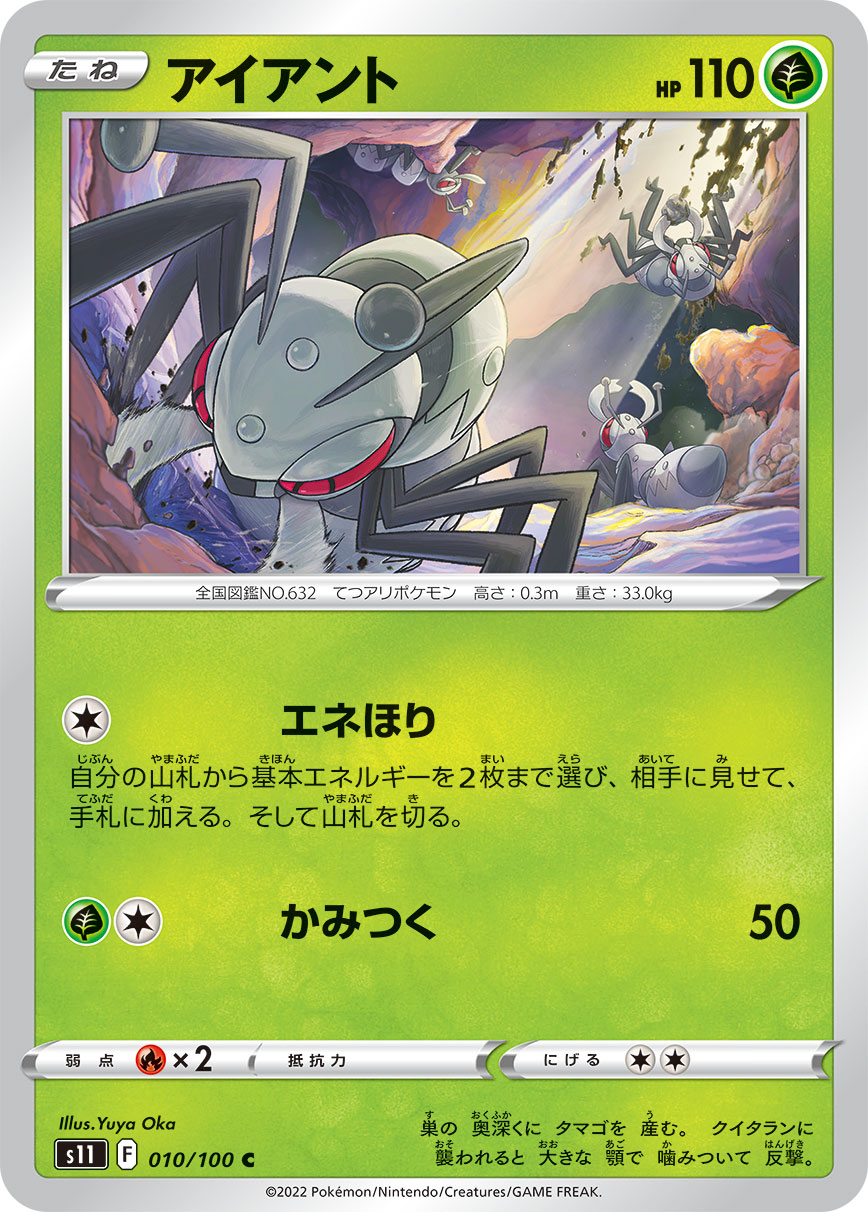 たね アイアント HP 110
全国図鑑NO.632 てつアリポケモン 高さ：0.3m 重さ：33.0kg
エネほり
自分の山札から基本エネルギーを2枚まで選び、相手に見せて、
手札に加える。そして山札を切る。
かみつく 50
弱点 ×2 抵抗力 にげる
Illus.Yuya Oka
s11 F 010/100 C
巣の 奥深くに タマゴを 産む。 クイタランに
襲われると 大きな 顎で 噛みついて 反撃。
©2022 Pokémon/Nintendo/Creatures/GAME FREAK.